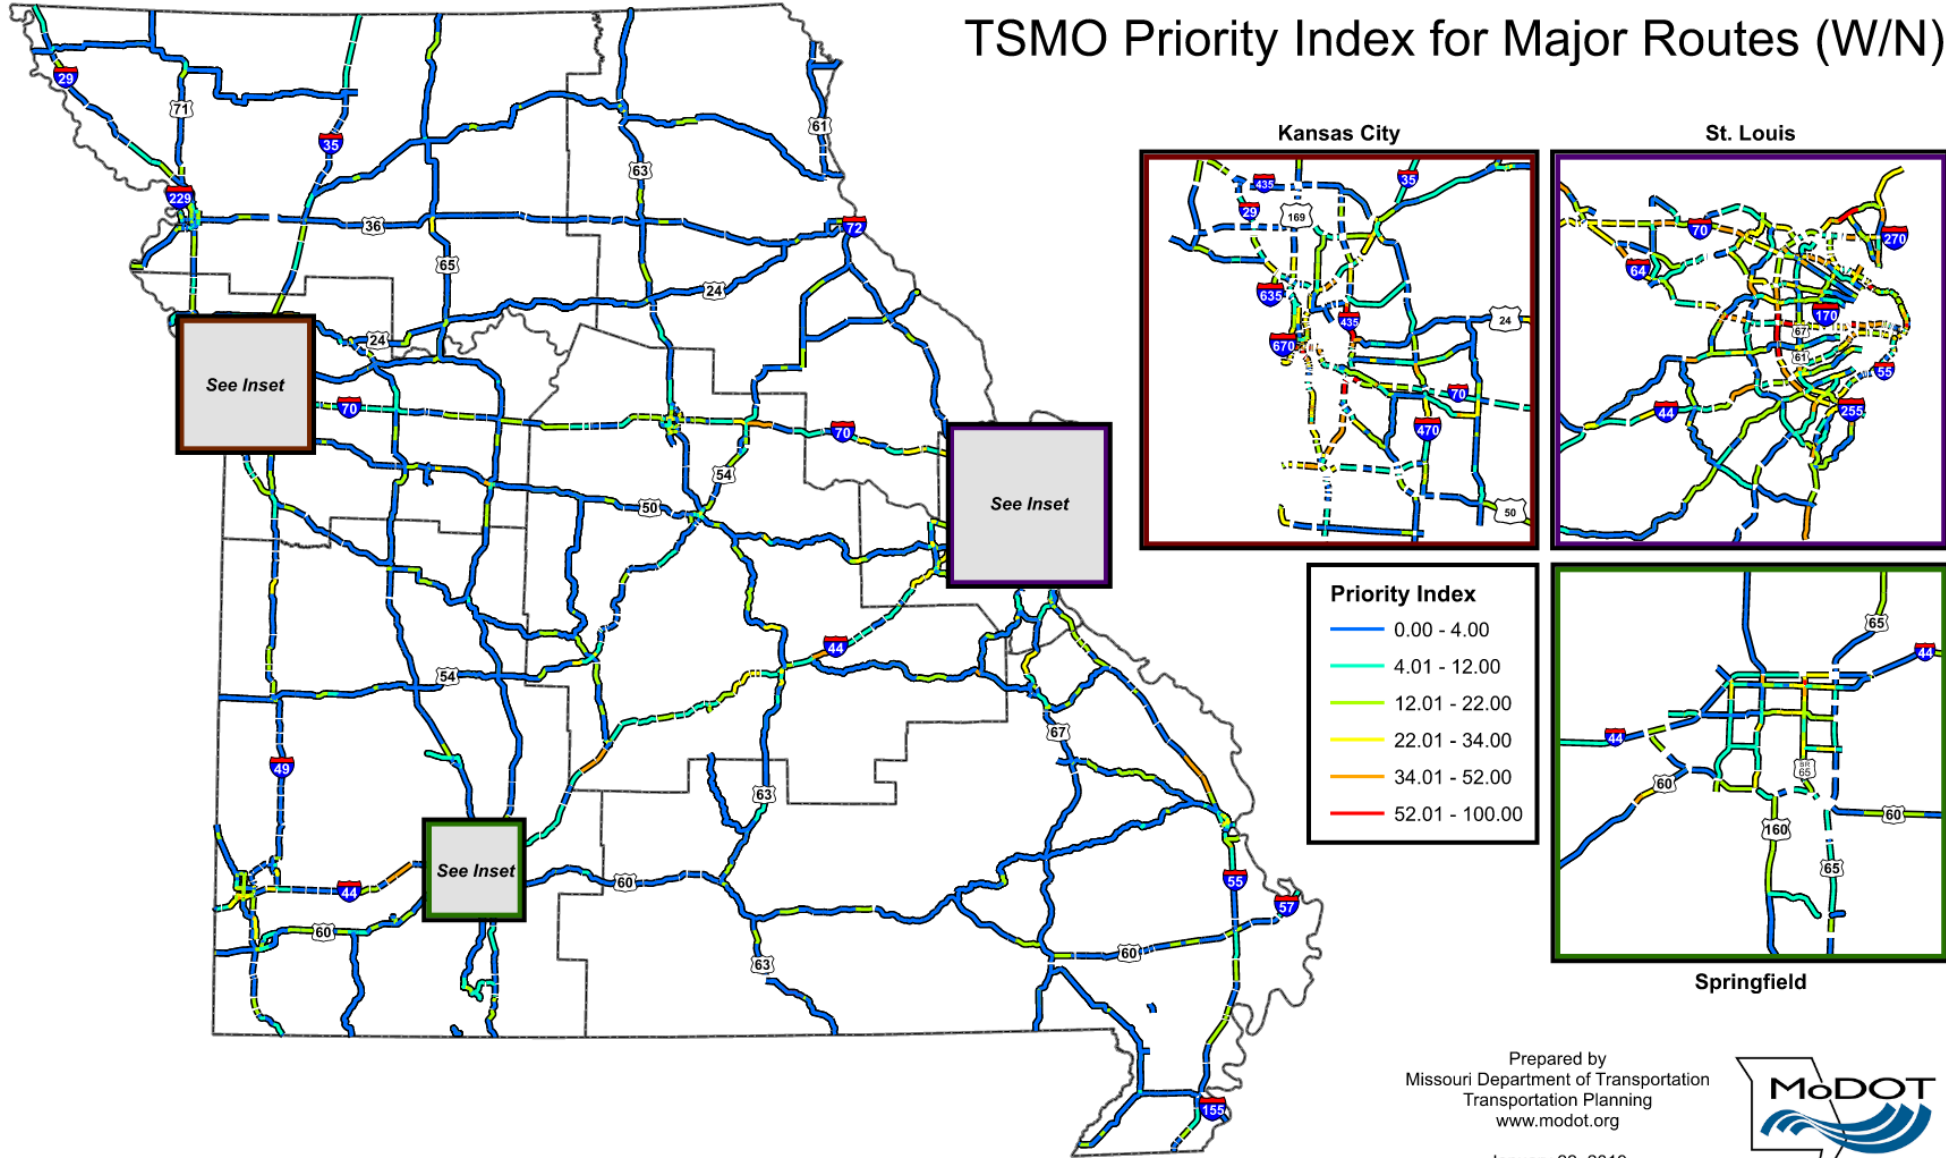 TSMO Priority Index for Major Routes (W/N)
Kansas City
St. Louis
29
71
35
61
63
229
36
72
65
24
24
See Inset
70
70
54
50
See Inset
44
54
67
49
63
See Inset
44
60
60
55
57
60
63
155
435
35
29
169
635
435
24
670
70
470
50
70
270
64
170
67
61
55
44
255
Priority Index
0.00 - 4.00
4.01 - 12.00
12.01 - 22.00
22.01 - 34.00
34.01 - 52.00
52.01 - 100.00
65
44
44
60
BR
65
60
160
65
Springfield
Prepared by
Missouri Department of Transportation
Transportation Planning
www.modot.org
MoDOT